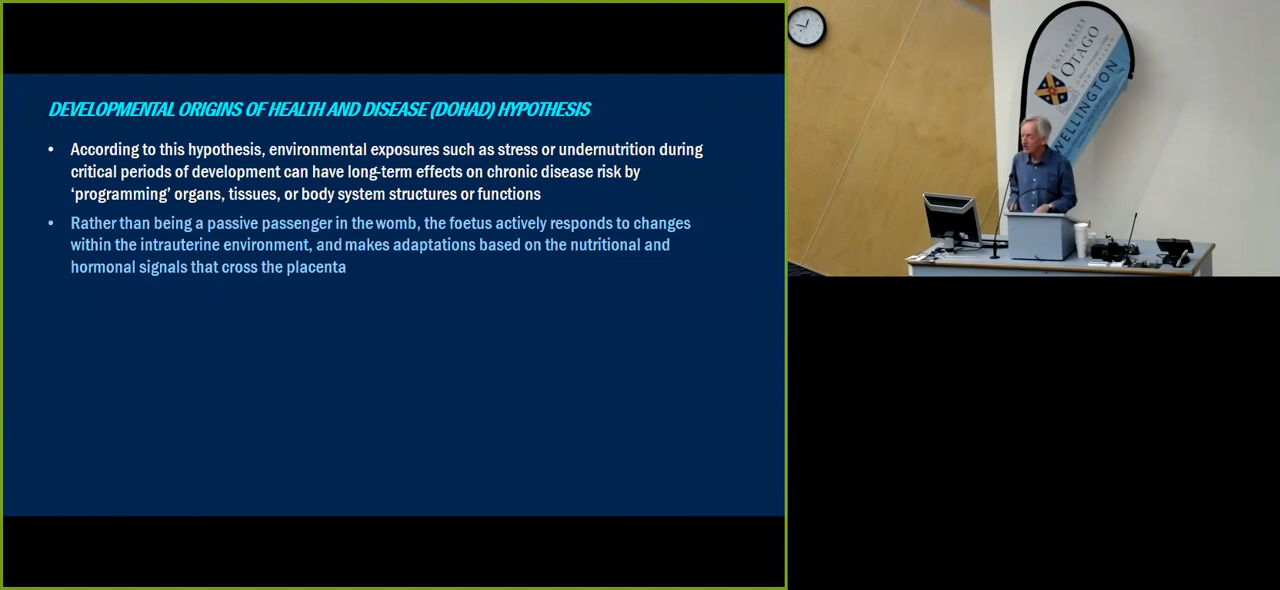 DEVELOPMENTAL ORIGINS OF HEALTH AND DISEASE (DOHAD) HYPOTHESIS
• According to this hypothesis, environmental exposures such as stress or undernutrition during
critical periods of development can have long-term effects on chronic disease risk by
‘programming’ organs, tissues, or body system structures or functions
• Rather than being a passive passenger in the womb, the foetus actively responds to changes
within the intrauterine environment, and makes adaptations based on the nutritional and
hormonal signals that cross the placenta
UNIVERSITY
OTAGO
WELLINGTON